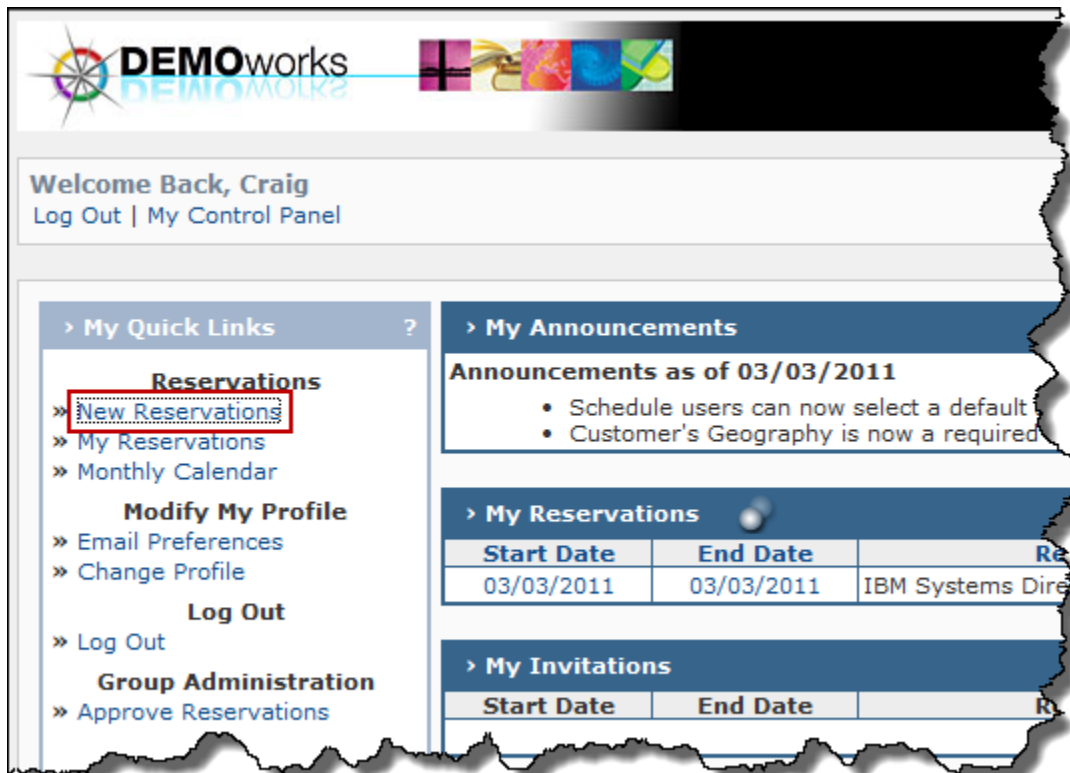 DEMOworks
Welcome Back, Craig
Log Out | My Control Panel
› My Quick Links ?
Reservations
» New Reservations
» My Reservations
» Monthly Calendar
Modify My Profile
» Email Preferences
» Change Profile
Log Out
» Log Out
Group Administration
» Approve Reservations
› My Announcements
Announcements as of 03/03/2011
• Schedule users can now select a default
• Customer's Geography is now a required
› My Reservations
Start Date End Date
03/03/2011 03/03/2011 IBM Systems
› My Invitations
Start Date End Date